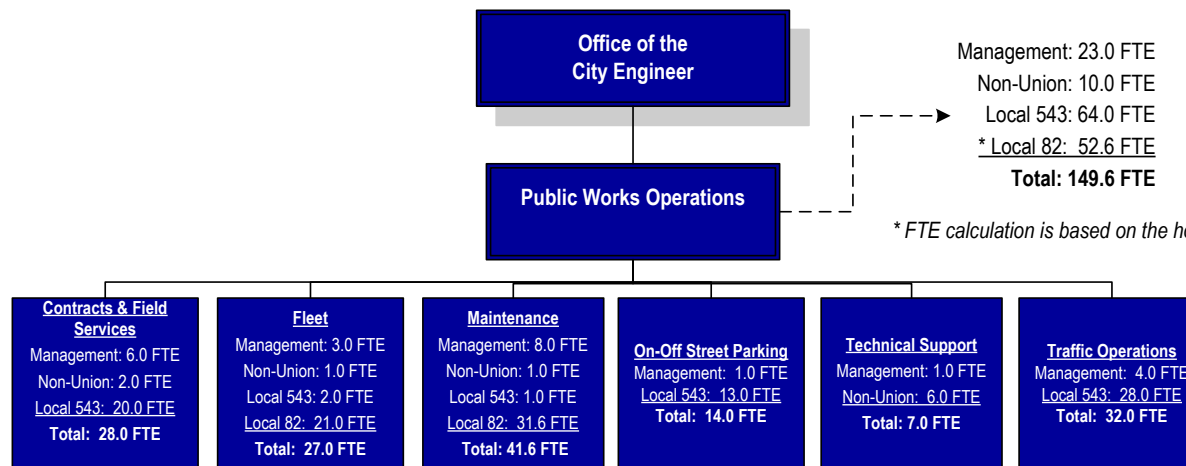 Office of the
City Engineer
Management: 23.0 FTE
Non-Union: 10.0 FTE
Local 543: 64.0 FTE
* Local 82: 52.6 FTE
Total: 149.6 FTE
Public Works Operations
* FTE calculation is based on the
Contracts & Field
Services
Management: 6.0 FTE
Non-Union: 2.0 FTE
Local 543: 20.0 FTE
Total: 28.0 FTE
Fleet
Management: 3.0 FTE
Non-Union: 1.0 FTE
Local 543: 2.0 FTE
Local 82: 21.0 FTE
Total: 27.0 FTE
Maintenance
Management: 8.0 FTE
Non-Union: 1.0 FTE
Local 543: 1.0 FTE
Local 82: 31.6 FTE
Total: 41.6 FTE
On-Off Street Parking
Management: 1.0 FTE
Local 543: 13.0 FTE
Total: 14.0 FTE
Technical Support
Management: 1.0 FTE
Non-Union: 6.0 FTE
Total: 7.0 FTE
Traffic Operations
Management: 4.0 FTE
Local 543: 28.0 FTE
Total: 32.0 FTE